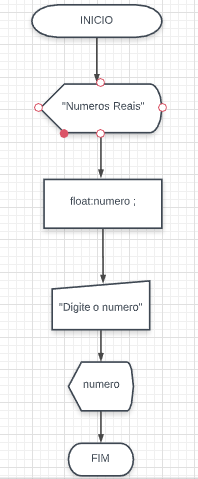 INICIO
"Numeros Reais"
float:numero ;
"Digite o numero"
numero
FIM